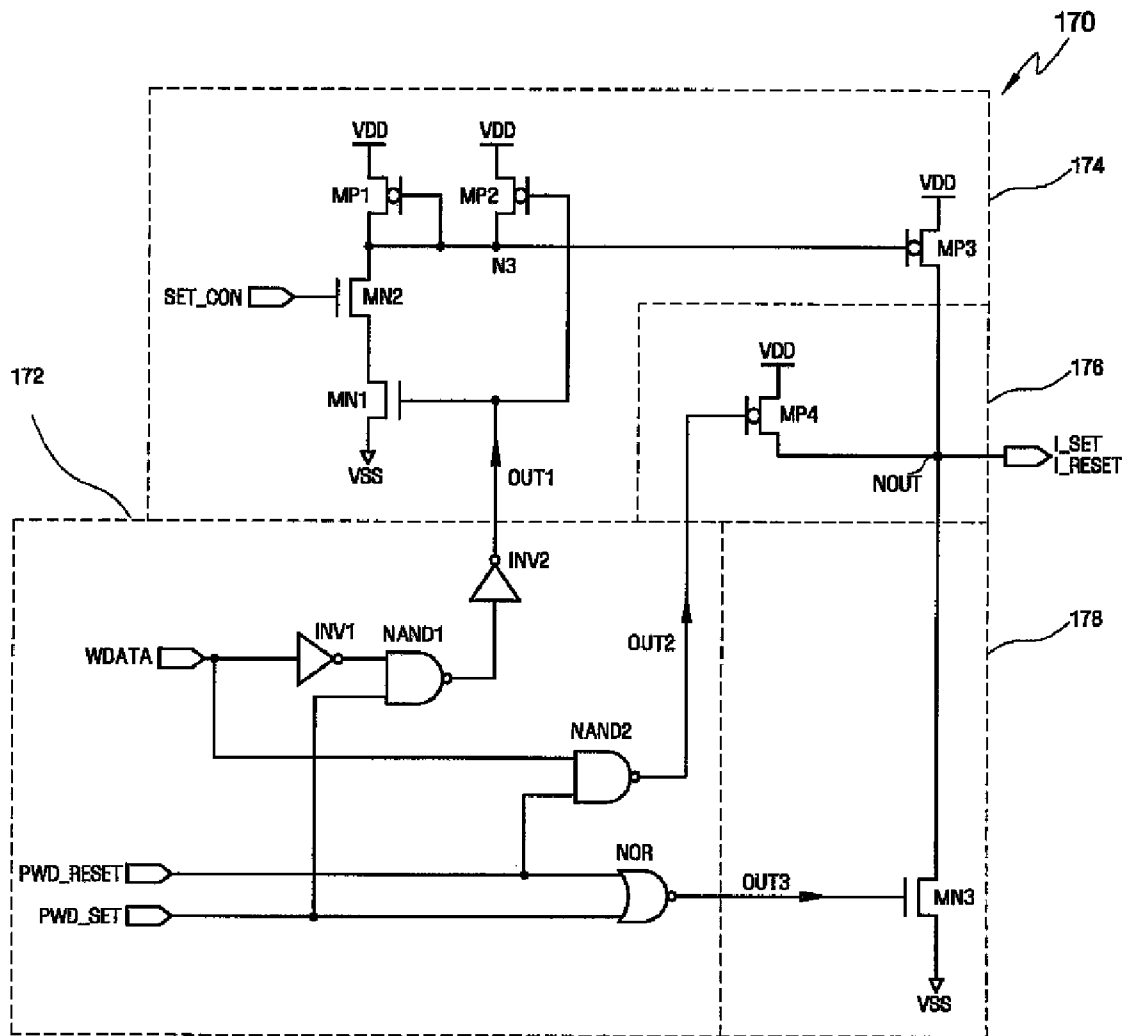 170
VDD
VDD
174
MP1
MP2
VDD
N3
MP3
SET_CON
MN2
VDD
172
176
MN1
MP4
I_SET
I_RESET
VSS
OUT1
NOUT
INV2
INV1
NAND1
WDATA
OUT2
178
NAND2
PWD_RESET
NOR
OUT3
PWD_SET
MN3
VSS